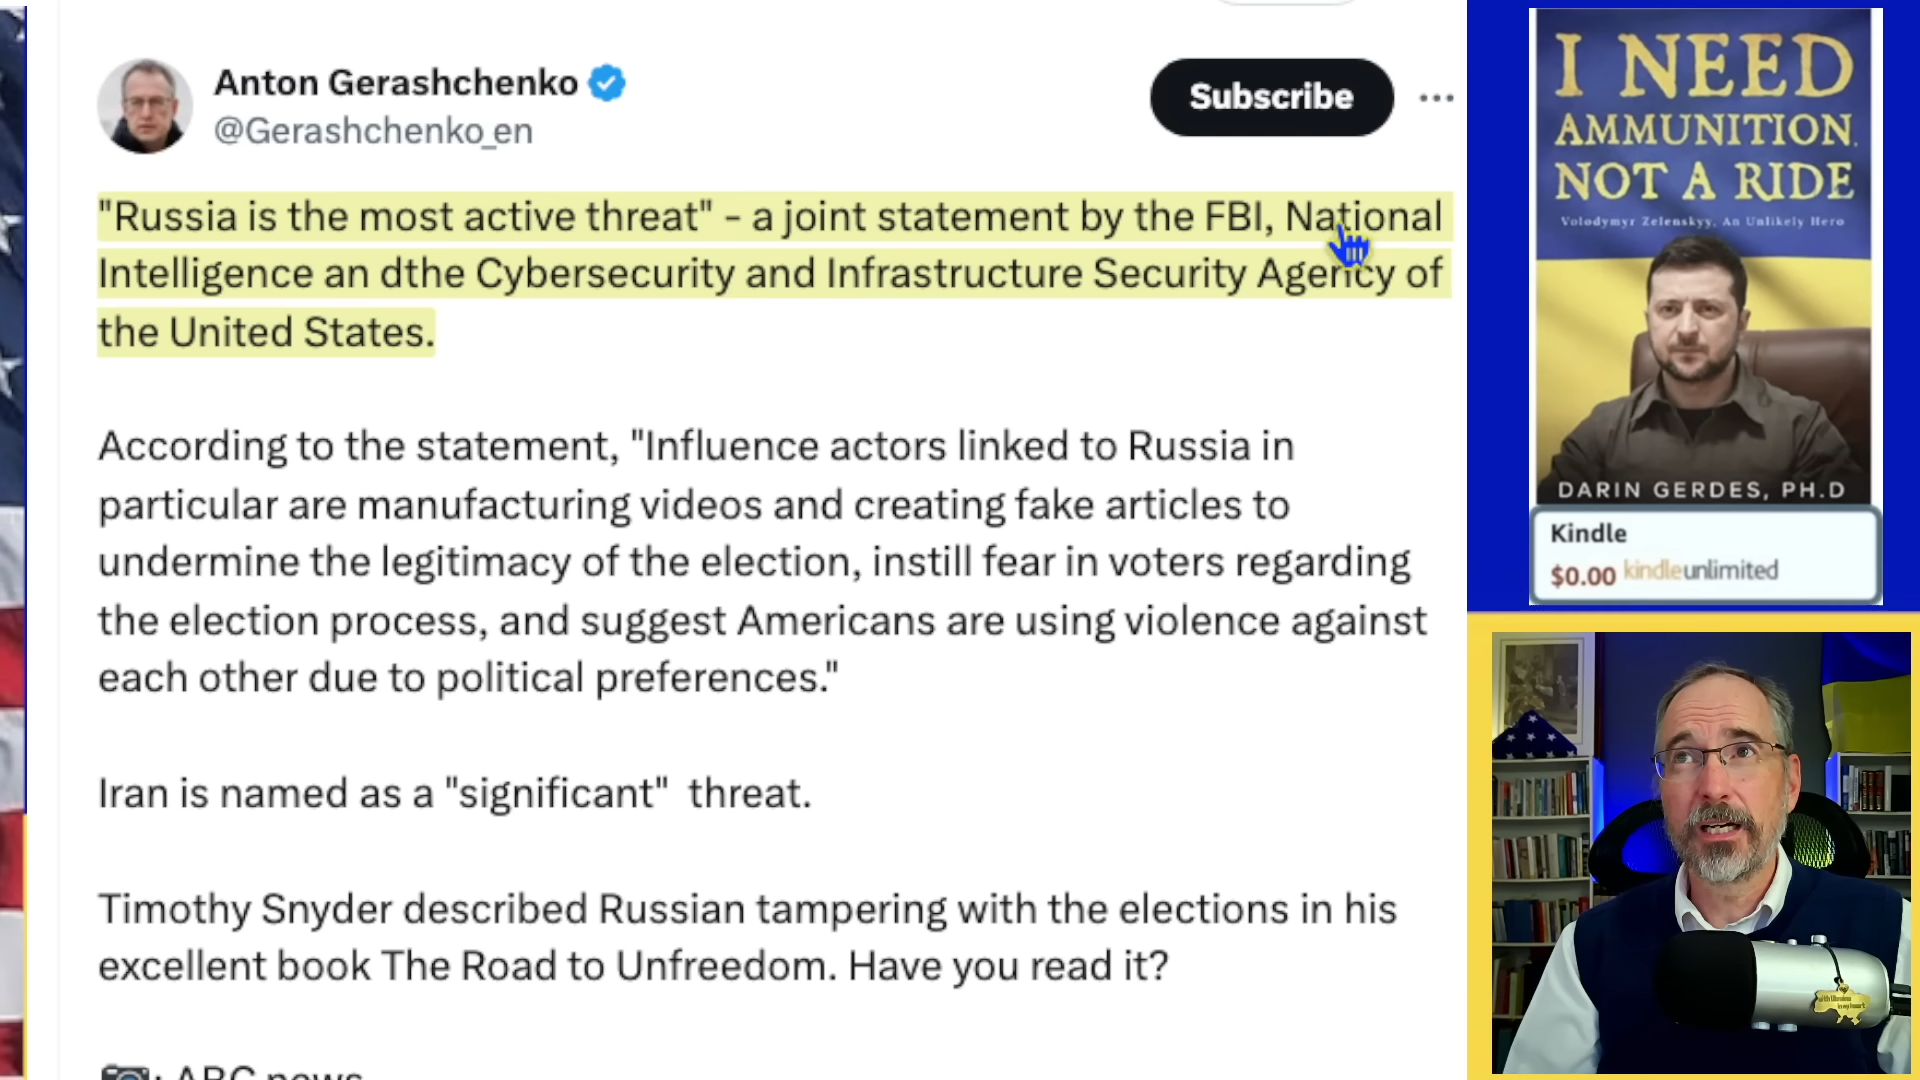 Anton Gerashchenko
@Gerashchenko_en
Subscribe
"Russia is the most active threat" - a joint statement by the FBI, National
Intelligence an dthe Cybersecurity and Infrastructure Security Agency of
the United States.
According to the statement, "Influence actors linked to Russia in
particular are manufacturing videos and creating fake articles to
undermine the legitimacy of the election, instill fear in voters regarding
the election process, and suggest Americans are using violence against
each other due to political preferences."
Iran is named as a "significant" threat.
Timothy Snyder described Russian tampering with the elections in his
excellent book The Road to Unfreedom. Have you read it?
: ABC news
I NEED
AMMUNITION,
NOT A RIDE
Volodymyr Zelenskyy, An Unlikely Hero
DARIN GERDES, PH.D
Kindle
$0.00 kindleunlimited